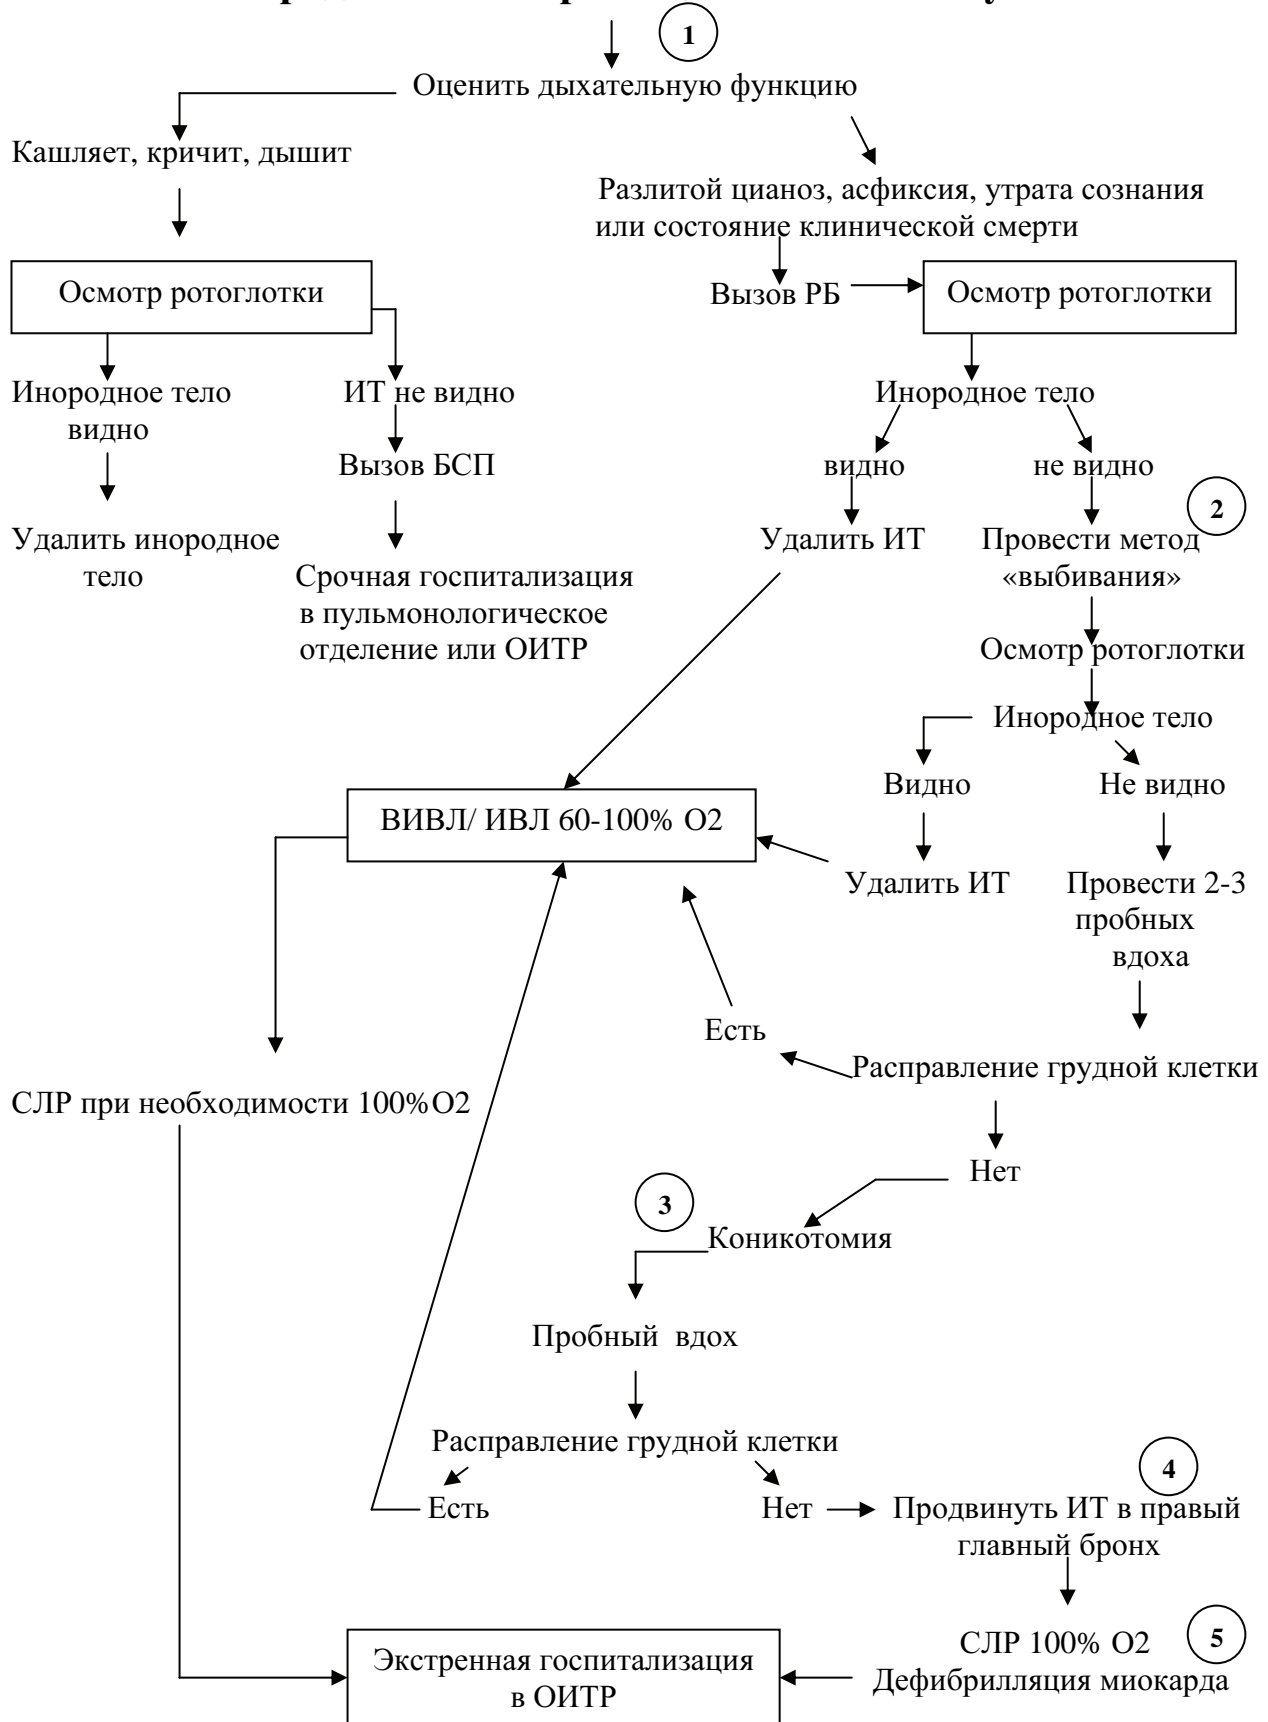 1
Оценить дыхательную функцию
Кашляет, кричит, дышит
Разлитой цианоз, асфиксия, утрата сознания
или состояние клинической смерти
Осмотр ротоглотки
Вызов РБ
Осмотр ротоглотки
Инородное тело
видно
ИТ не видно
Инородное тело
Вызов БСП
видно
не видно
2
Удалить инородное
тело
Срочная госпитализация
в пульмонологическое
отделение или ОИТР
Удалить ИТ
Провести метод
«выбивания»
Осмотр ротоглотки
Инородное тело
Видно
Не видно
ВИВЛ/ ИВЛ 60-100% О2
Удалить ИТ
Провести 2-3
пробных
вдоха
Есть
Расправление грудной клетки
СЛР при необходимости 100%О2
Нет
3
Коникотомия
Пробный вдох
Расправление грудной клетки
Есть
Нет
4
Продвинуть ИТ в правый
главный бронх
СЛР 100% О2
5
Дефибрилляция миокарда
Экстренная госпитализация
в ОИТР